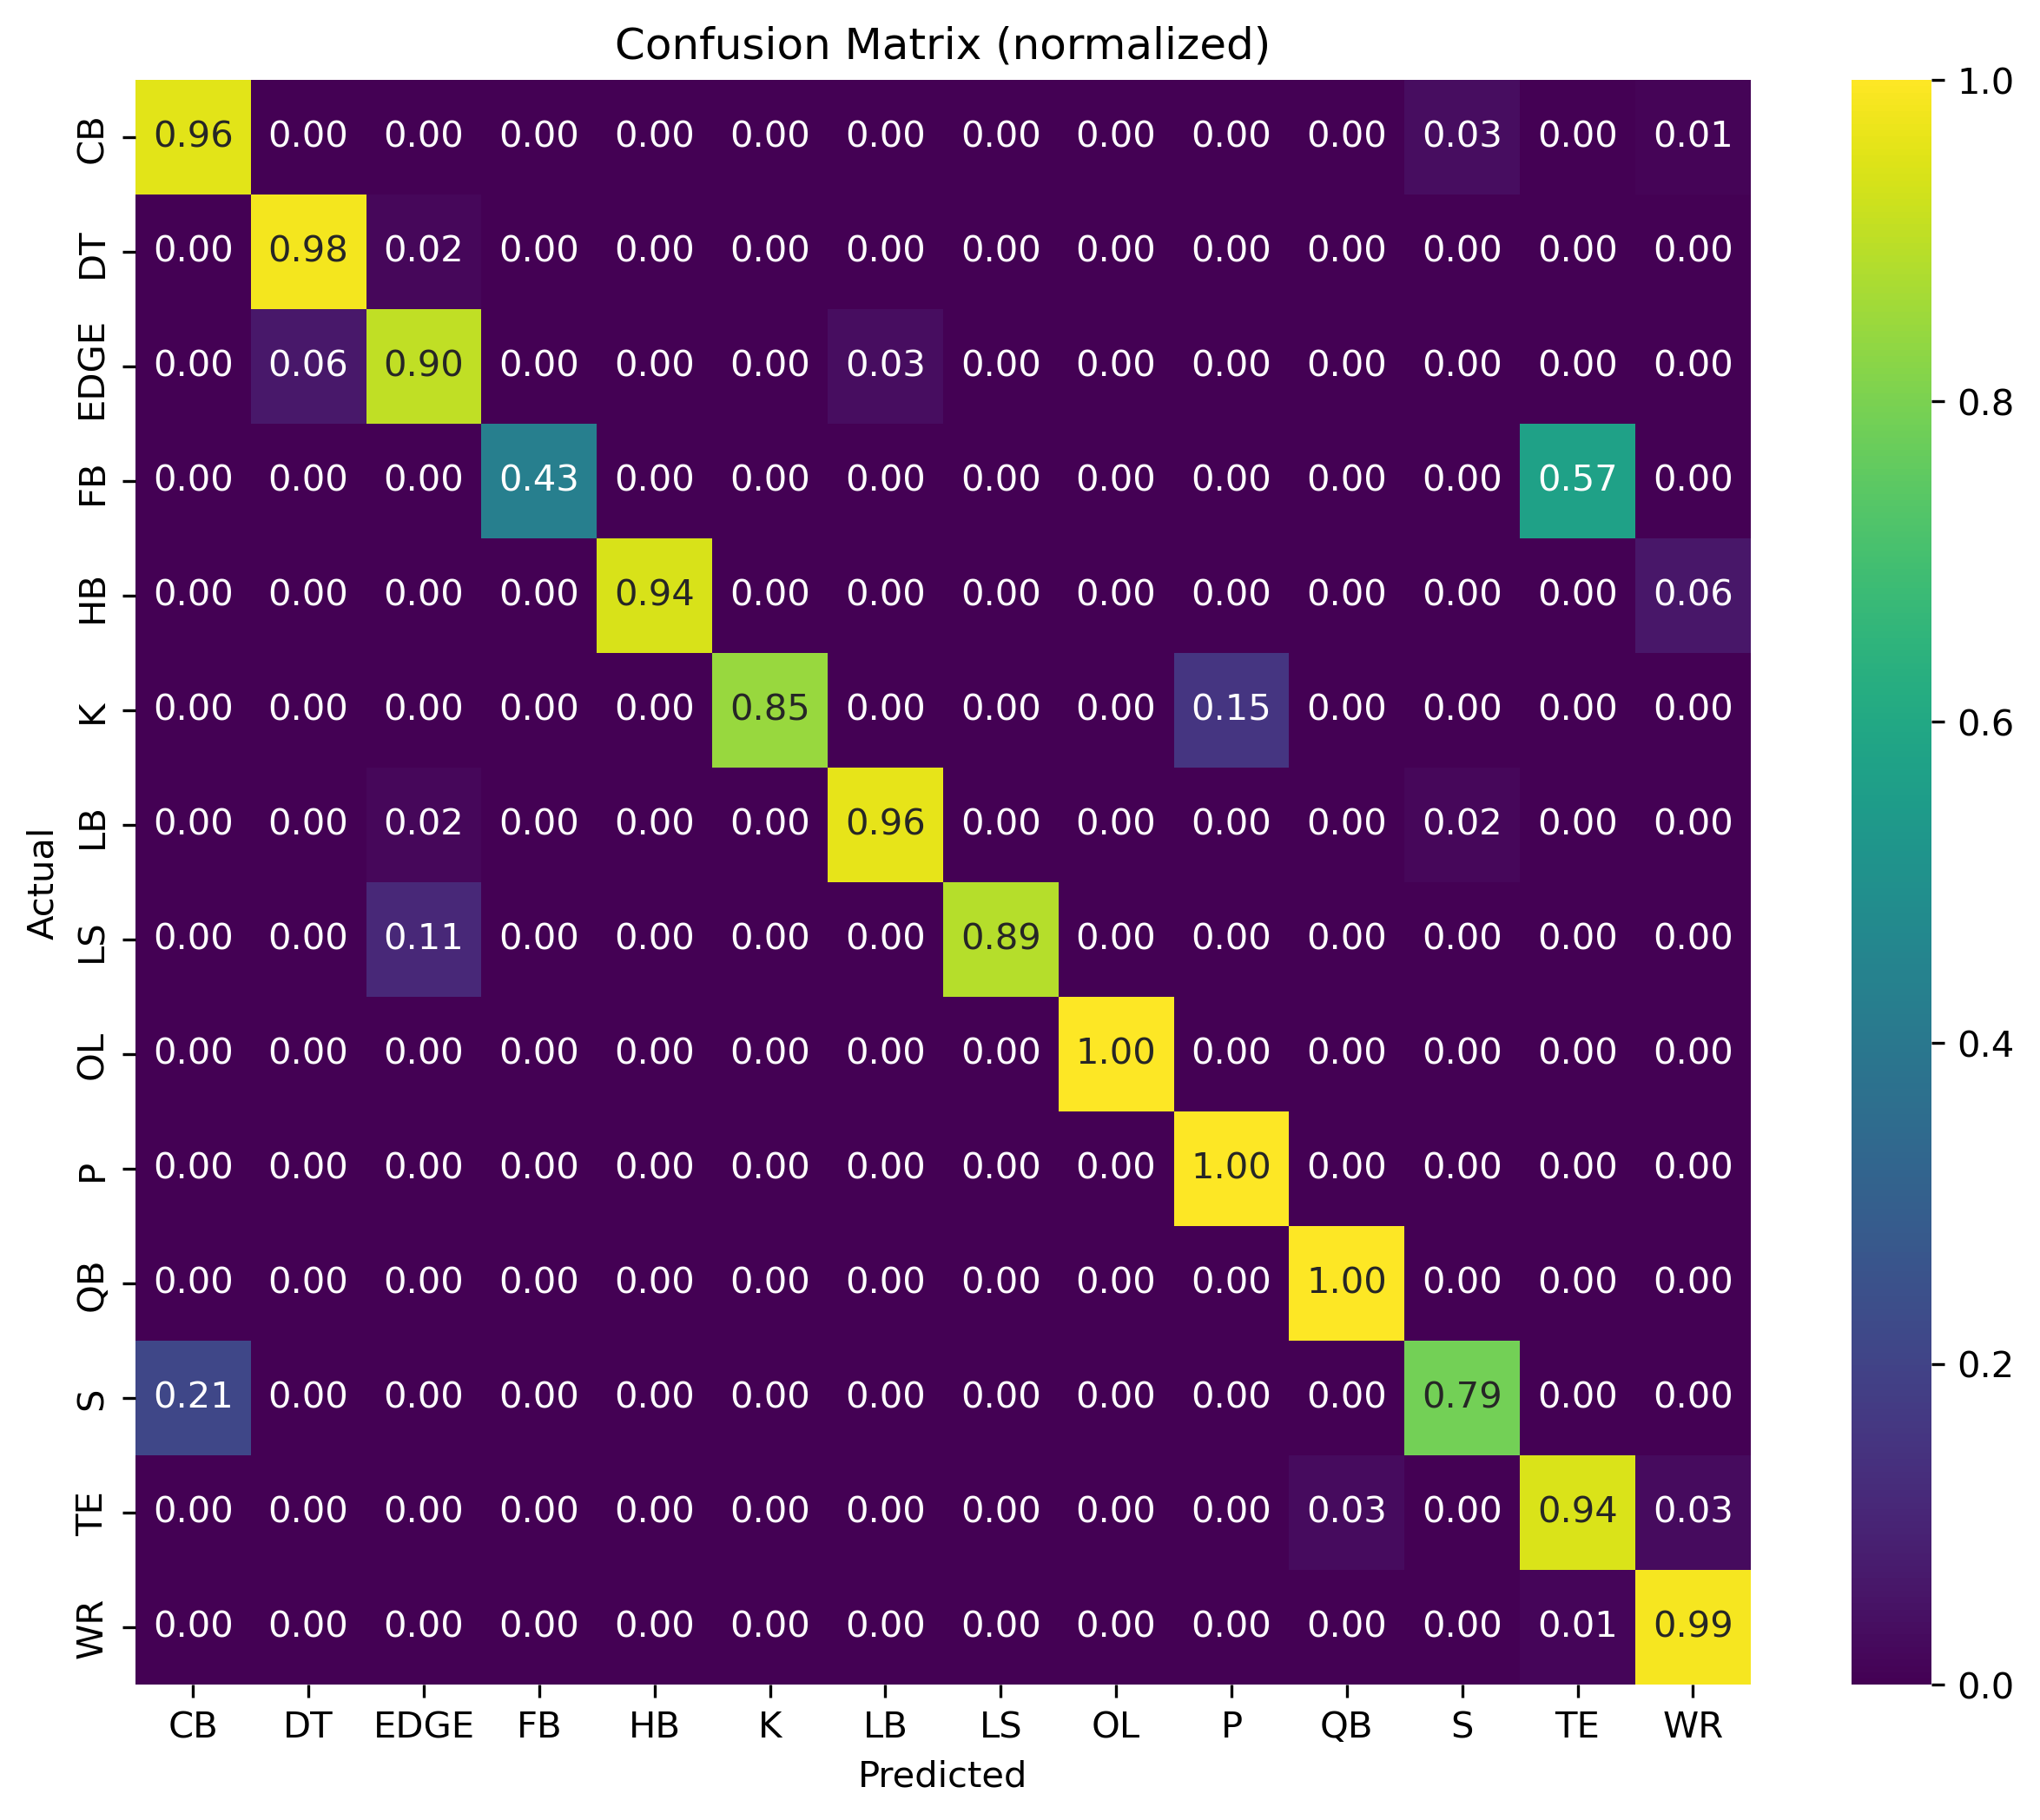 Confusion Matrix (normalized)
CB 0.96 0.00 0.00 0.00 0.00 0.00 0.00 0.00 0.00 0.00 0.00 0.03 0.00 0.01
DT 0.00 0.98 0.02 0.00 0.00 0.00 0.00 0.00 0.00 0.00 0.00 0.00 0.00 0.00
EDGE 0.00 0.06 0.90 0.00 0.00 0.00 0.03 0.00 0.00 0.00 0.00 0.00 0.00 0.00
FB 0.00 0.00 0.00 0.43 0.00 0.00 0.00 0.00 0.00 0.00 0.00 0.00 0.57 0.00
HB 0.00 0.00 0.00 0.00 0.94 0.00 0.00 0.00 0.00 0.00 0.00 0.00 0.00 0.06
K 0.00 0.00 0.00 0.00 0.00 0.85 0.00 0.00 0.00 0.15 0.00 0.00 0.00 0.00
LB 0.00 0.00 0.02 0.00 0.00 0.00 0.96 0.00 0.00 0.00 0.00 0.02 0.00 0.00
LS 0.00 0.00 0.11 0.00 0.00 0.00 0.00 0.89 0.00 0.00 0.00 0.00 0.00 0.00
OL 0.00 0.00 0.00 0.00 0.00 0.00 0.00 0.00 1.00 0.00 0.00 0.00 0.00 0.00
P 0.00 0.00 0.00 0.00 0.00 0.00 0.00 0.00 0.00 1.00 0.00 0.00 0.00 0.00
QB 0.00 0.00 0.00 0.00 0.00 0.00 0.00 0.00 0.00 0.00 1.00 0.00 0.00 0.00
S 0.21 0.00 0.00 0.00 0.00 0.00 0.00 0.00 0.00 0.00 0.00 0.79 0.00 0.00
TE 0.00 0.00 0.00 0.00 0.00 0.00 0.00 0.00 0.00 0.00 0.03 0.00 0.94 0.03
WR 0.00 0.00 0.00 0.00 0.00 0.00 0.00 0.00 0.00 0.00 0.00 0.00 0.01 0.99
CB DT EDGE FB HB K LB LS OL P QB S TE WR
Predicted
Actual
1.0
0.8
0.6
0.4
0.2
0.0